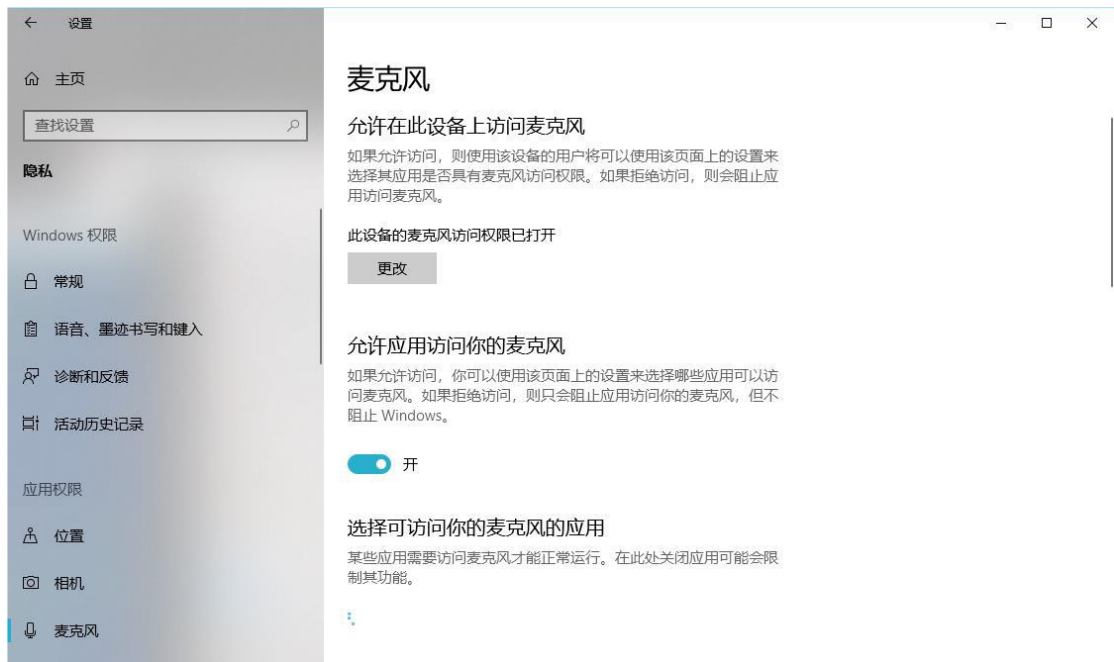 设置
主页
查找设置
隐私
Windows 权限
常规
语音、墨迹书写和键入
诊断和反馈
活动历史记录
应用权限
位置
相机
麦克风
麦克风
允许在此设备上访问麦克风
如果允许访问，则使用该设备的用户将可以使用该页面上的设置来
选择其应用是否具有麦克风访问权限。如果拒绝访问，则会阻止应
用访问麦克风。
此设备的麦克风访问权限已打开
更改
允许应用访问你的麦克风
如果允许访问，你可以使用该页面上的设置来选择哪些应用可以访
问麦克风。如果拒绝访问，则只会阻止应用访问你的麦克风，但不
阻止 Windows。
开
选择可访问你的麦克风的应用
某些应用需要访问麦克风才能正常运行。在此处关闭应用可能会限
制其功能。